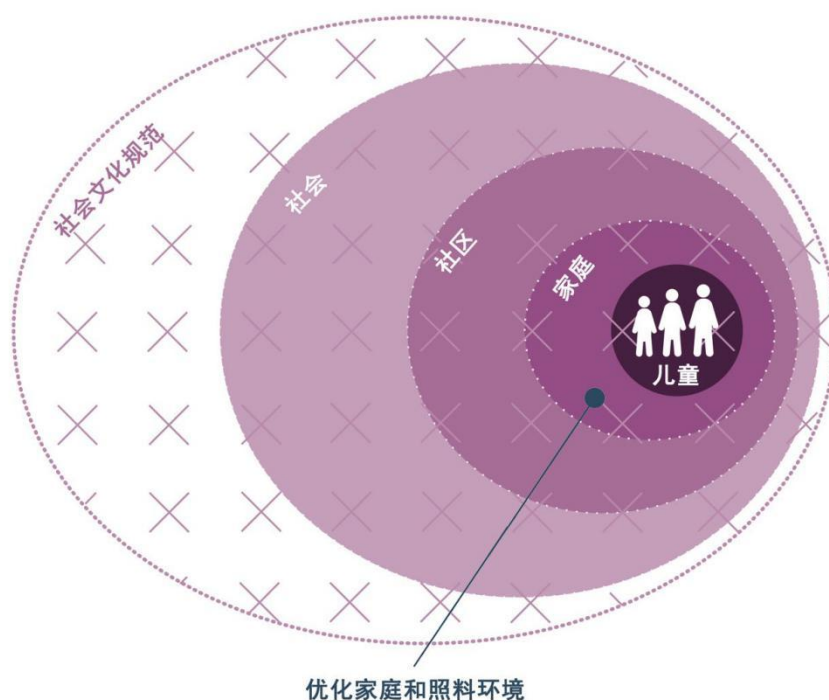 社会文化规范
社会
社区
家庭
儿童
优化家庭和照料环境